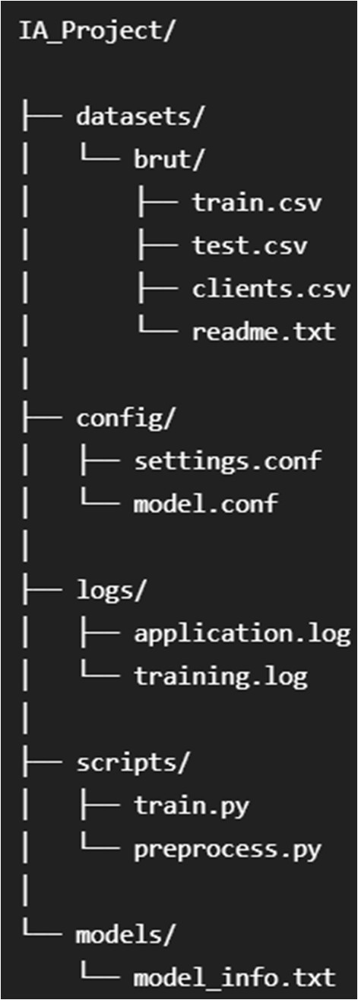 IA_Project/
├── datasets/
│   └── brut/
│       ├── train.csv
│       ├── test.csv
│       ├── clients.csv
│       └── readme.txt
│
├── config/
│   ├── settings.conf
│   └── model.conf
│
├── logs/
│   ├── application.log
│   └── training.log
│
├── scripts/
│   ├── train.py
│   └── preprocess.py
│
└── models/
    └── model_info.txt